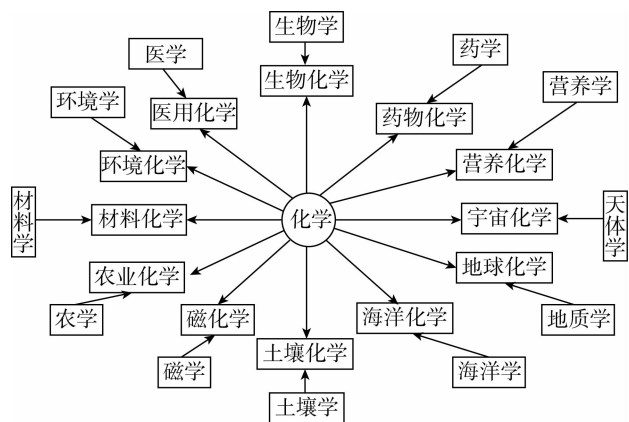 生物学
医学
药学
生物化学
营养学
环境学
医用化学
药物化学
环境化学
营养化学
材料学
材料化学
化学
宇宙化学
天体学
农业化学
地球化学
农学
磁化学
海洋化学
地质学
土壤化学
磁学
海洋学
土壤学